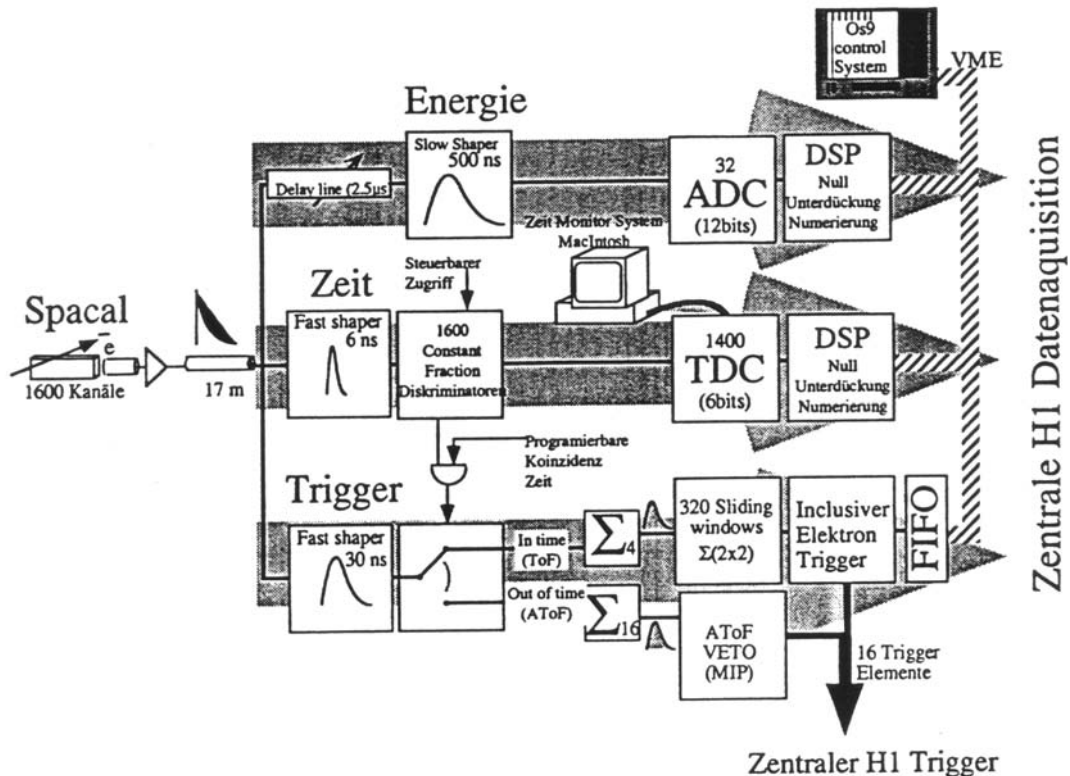 Os9
control
System
VME
Energie
Slow Shaper
500 ns
Delay line (2.5µs
32
ADC
(12bits)
DSP
Null
Unterdückung
Numerierung
Zeit Monitor System
MacIntosh
Steuerbarer
Zugriff
Zeit
Spacal
e
1600 Kanäle
17 m
Fast shaper
6 ns
1600
Constant
Fraction
Diskriminatoren
1400
TDC
(6bits)
DSP
Null
Unterdückung
Numerierung
Programierbare
Koinzidenz
Zeit
Trigger
Fast shaper
30 ns
In time
(ToF)
Out of time
(AToF)
Σ4
Σ16
320 Sliding
windows
Σ(2x2)
Inclusiver
Elektron
Trigger
FIFO
AToF
VETO
(MIP)
16 Trigger
Elemente
Zentraler H1 Trigger
Zentrale H1 Datenaquisition